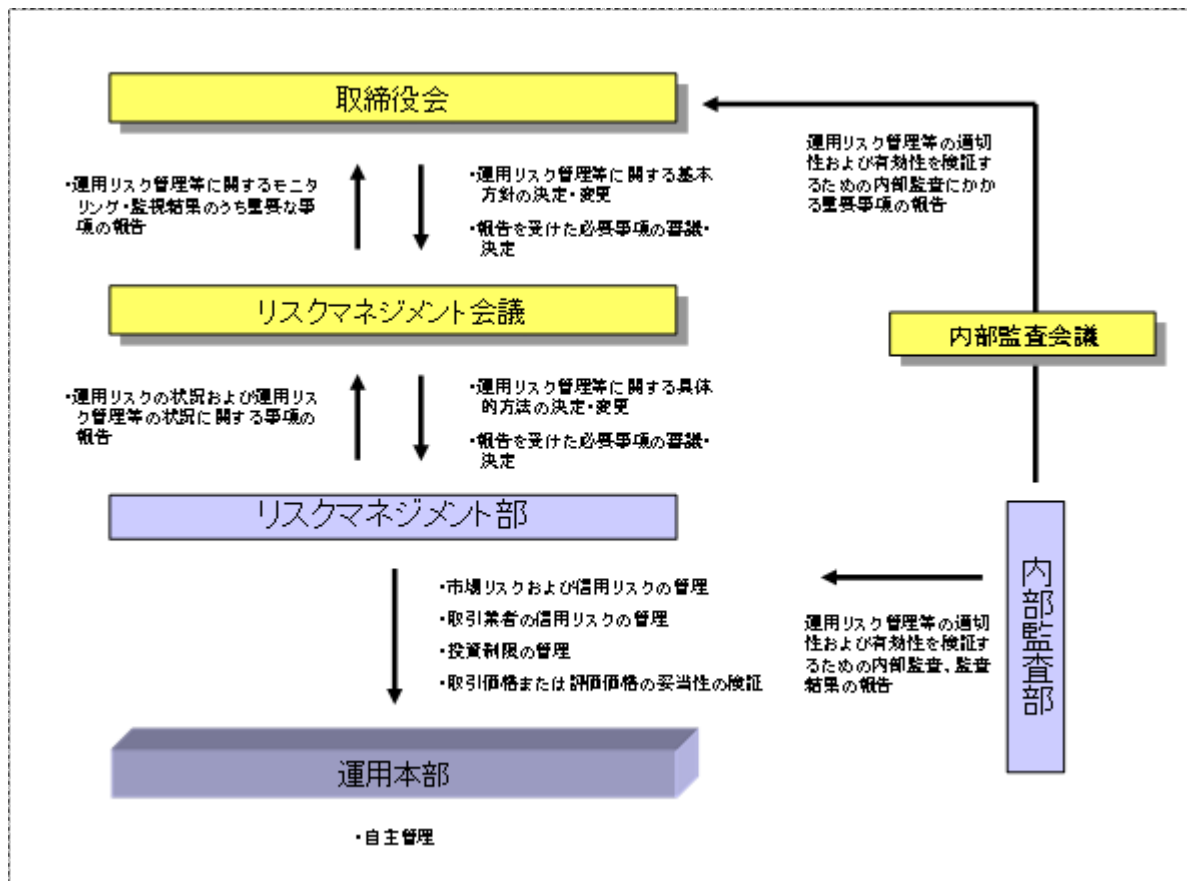 取締役会
・運用リスク管理等に関するモニタ
リング・監視結果のうち重要な事
項の報告
・運用リスク管理等に関する基本
方針の決定・変更
・報告を受けた必要事項の審議・
決定
運用リスク管理等の適切
性および有効性を検証す
るための内部監査にかか
る重要事項の報告
リスクマネジメント会議
内部監査会議
・運用リスクの状況および運用リス
ク管理等の状況に関する事項の
報告
・運用リスク管理等に関する具体
的方法の決定・変更
・報告を受けた必要事項の審議・
決定
リスクマネジメント部
・市場リスクおよび信用リスクの管理
・取引業者の信用リスクの管理
・投資制限の管理
・取引価格または評価価格の妥当性の検証
運用リスク管理等の適切
性および有効性を検証す
るための内部監査、監査
結果の報告
内部監査部
運用本部
・自主管理